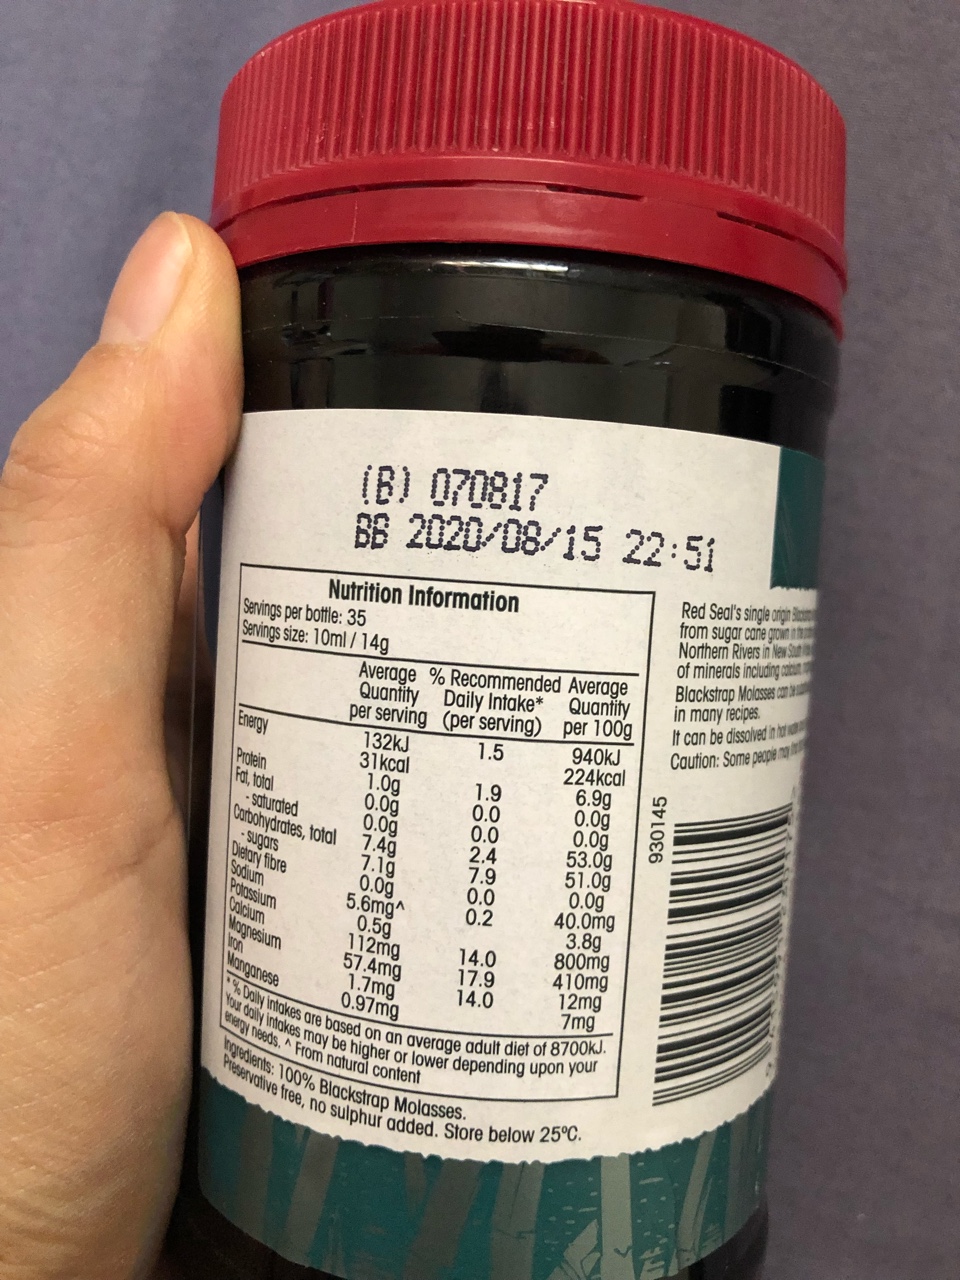 (B) 070817
BB 2020/08/15 22:51
Nutrition Information
Servings per bottle: 35
Servings size: 10ml / 14g
Average Quantity per serving % Recommended Daily Intake* (per serving) Average Quantity per 100g
Energy 132kJ 1.5 940kJ
31kcal 224kcal
Protein 1.0g 1.9 6.9g
Fat, total 0.0g 0.0 0.0g
- saturated 0.0g 0.0 0.0g
Carbohydrates, total 7.4g 2.4 53.0g
- sugars 7.1g 7.9 51.0g
Dietary fibre 0.0g 0.0 0.0g
Sodium 5.6mg^ 0.2 40.0mg
Potassium 0.5g 3.8g
Calcium 112mg 14.0 800mg
Magnesium 57.4mg 17.9 410mg
Iron 1.7mg 14.0 12mg
Manganese 0.97mg 7mg
* % Daily intakes are based on an average adult diet of 8700kJ.
Your daily intakes may be higher or lower depending upon your
energy needs. ^ From natural content
Ingredients: 100% Blackstrap Molasses.
Preservative free, no sulphur added. Store below 25ºC.
Red Seal's single origin
from sugar cane grown in the
Northern Rivers in New South
of minerals including calcium,
Blackstrap Molasses can be
in many recipes.
It can be dissolved in hot
Caution: Some people may
930145